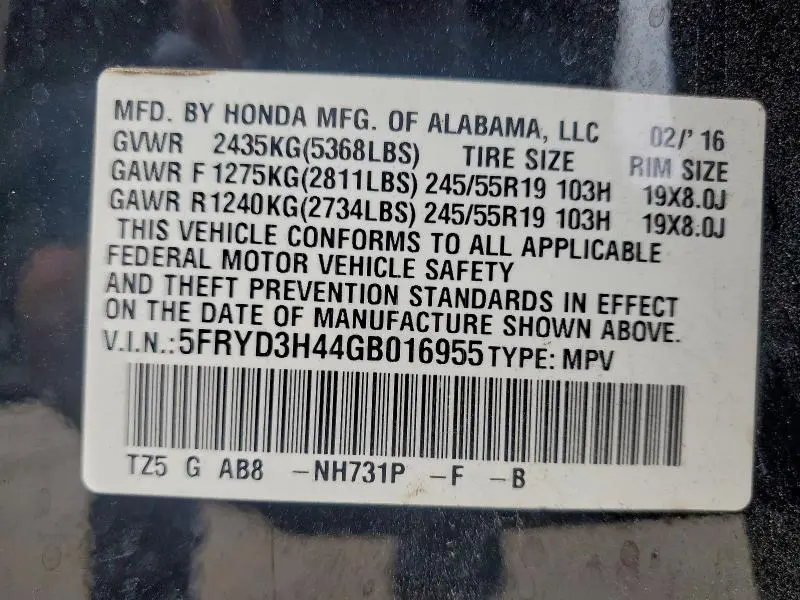 MFD. BY HONDA MFG. OF ALABAMA, LLC 02/' 16
GVWR 2435KG(5368LBS) TIRE SIZE RIM SIZE
GAWR F 1275KG(2811LBS) 245/55R19 103H 19X8.0J
GAWR R1240KG(2734LBS) 245/55R19 103H 19X8.0J
THIS VEHICLE CONFORMS TO ALL APPLICABLE
FEDERAL MOTOR VEHICLE SAFETY
AND THEFT PREVENTION STANDARDS IN EFFECT
ON THE DATE OF MANUFACTURE SHOWN ABOVE.
V.I.N.: 5FRYD3H44GB016955 TYPE: MPV
TZ5 G AB8 -NH731P -F -B